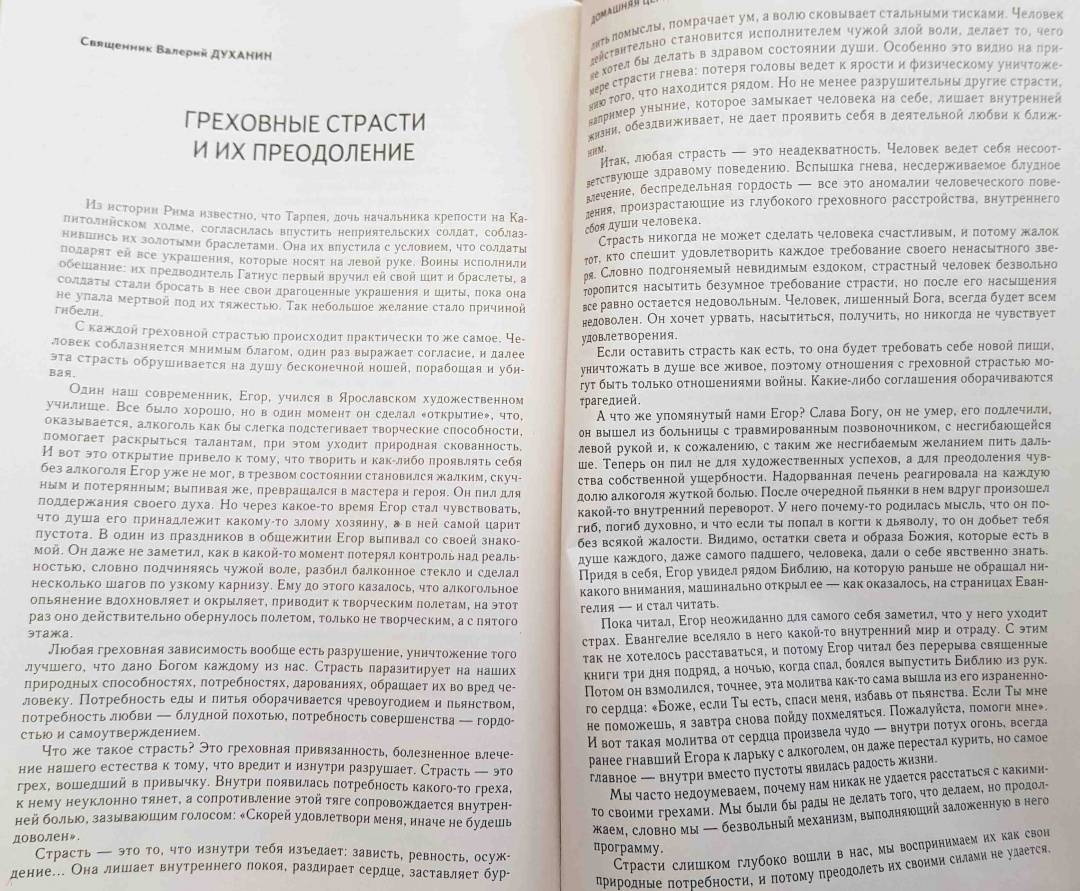 Священник Валерий ДУХАНИН
ГРЕХОВНЫЕ СТРАСТИ
И ИХ ПРЕОДОЛЕНИЕ
Из истории Рима известно, что Тарпея, дочь начальника крепости на Ка-
питолийском холме, согласилась впустить неприятельских солдат, соблаз-
нившись их золотыми браслетами. Она их впустила с условием, что солдаты
подарят ей все украшения, которые носят на левой руке. Воины исполнили
обещание: их предводитель Гатиус первый вручил ей свой щит и браслеты, а
солдаты стали бросать в нее свои драгоценные украшения и щиты, пока она
не упала мертвой под их тяжестью. Так небольшое желание стало причиной
гибели.
С каждой греховной страстью происходит практически то же самое. Че-
ловек соблазняется мнимым благом, один раз выражает согласие, и далее
эта страсть обрушивается на душу бесконечной ношей, порабощая и уби-
вая.
Один наш современник, Егор, учился в Ярославском художественном
училище. Все было хорошо, но в один момент он сделал «открытие», что,
оказывается, алкоголь как бы слегка подстегивает творческие способности,
помогает раскрыться талантам, при этом уходит природная скованность.
И вот это открытие привело к тому, что творить и как-либо проявлять себя
без алкоголя Егор уже не мог, в трезвом состоянии становился жалким, скуч-
ным и потерянным; выпивая же, превращался в мастера и героя. Он пил для
поддержания своего духа. Но через какое-то время Егор стал чувствовать,
что душа его принадлежит какому-то злому хозяину, а в ней самой царит
пустота. В один из праздников в общежитии Егор выпивал со своей знако-
мой. Он даже не заметил, как в какой-то момент потерял контроль над реаль-
ностью, словно подчиняясь чужой воле, разбил балконное стекло и сделал
несколько шагов по узкому карнизу. Ему до этого казалось, что алкогольное
опьянение вдохновляет и окрыляет, приводит к творческим полетам, на этот
раз оно действительно обернулось полетом, только не творческим, а с пятого
этажа.
Любая греховная зависимость вообще есть разрушение, уничтожение того
лучшего, что дано Богом каждому из нас. Страсть паразитирует на наших
природных способностях, потребностях, дарованиях, обращает их во вред че-
ловеку. Потребность еды и питья оборачивается чревоугодием и пьянством,
потребность любви — блудной похотью, потребность совершенства — гордо-
стью и самоутверждением.
Что же такое страсть? Это греховная привязанность, болезненное влече-
ние нашего естества к тому, что вредит и изнутри разрушает. Страсть — это
грех, вошедший в привычку. Внутри появилась потребность какого-то греха,
к нему неуклонно тянет, а сопротивление этой тяге сопровождается внутрен-
ней болью, зазывающим голосом: «Скорей удовлетвори меня, иначе не будешь
доволен».
Страсть — это то, что изнутри тебя изъедает: зависть, ревность, осуж-
дение... Она лишает внутреннего покоя, раздирает сердце, заставляет бур-
ДОМАШНЯЯ
лить помыслы, помрачает ум, а волю сковывает стальными тисками. Человек
действительно становится исполнителем чужой злой воли, делает то, чего
не хотел бы делать в здравом состоянии души. Особенно это видно на при-
мере страсти гнева: потеря головы ведет к ярости и физическому уничтоже-
нию того, что находится рядом. Но не менее разрушительны другие страсти,
например уныние, которое замыкает человека на себе, лишает внутренней
жизни, обездвиживает, не дает проявить себя в деятельной любви к ближ-
ним.
Итак, любая страсть — это неадекватность. Человек ведет себя несоот-
ветствующе здравому поведению. Вспышка гнева, несдерживаемое блудное
влечение, беспредельная гордость — все это аномалии человеческого пове-
дения, произрастающие из глубокого греховного расстройства, внутреннего
сбоя души человека.
Страсть никогда не может сделать человека счастливым, и потому жалок
тот, кто спешит удовлетворить каждое требование своего ненасытного зве-
ря. Словно подгоняемый невидимым ездоком, страстный человек безвольно
торопится насытить безумное требование страсти, но после его насыщения
все равно остается недовольным. Человек, лишенный Бога, всегда будет всем
недоволен. Он хочет урвать, насытиться, получить, но никогда не чувствует
удовлетворения.
Если оставить страсть как есть, то она будет требовать себе новой пищи,
уничтожать в душе все живое, поэтому отношения с греховной страстью мо-
гут быть только отношениями войны. Какие-либо соглашения оборачиваются
трагедией.
А что же упомянутый нами Егор? Слава Богу, он не умер, его подлечили,
он вышел из больницы с травмированным позвоночником, с несгибающейся
левой рукой и, к сожалению, с таким же несгибаемым желанием пить даль-
ше. Теперь он пил не для художественных успехов, а для преодоления чув-
ства собственной ущербности. Надорванная печень реагировала на каждую
долю алкоголя жуткой болью. После очередной пьянки в нем вдруг произошел
какой-то внутренний переворот. У него почему-то родилась мысль, что он по-
гиб, погиб духовно, и что если ты попал в когти к дьяволу, то он добьет тебя
без всякой жалости. Видимо, остатки света и образа Божия, которые есть в
душе каждого, даже самого падшего, человека, дали о себе явственно знать.
Придя в себя, Егор увидел рядом Библию, на которую раньше не обращал ни-
какого внимания, машинально открыл ее — как оказалось, на страницах Еван-
гелия — и стал читать.
Пока читал, Егор неожиданно для самого себя заметил, что у него уходит
страх. Евангелие вселяло в него какой-то внутренний мир и отраду. С этим
так не хотелось расставаться, и потому Егор читал без перерыва священные
книги три дня подряд, а ночью, когда спал, боялся выпустить Библию из рук.
Потом он взмолился, точнее, эта молитва как-то сама вышла из его израненно-
го сердца: «Боже, если Ты есть, спаси меня, избавь от пьянства. Если Ты мне
не поможешь, я завтра снова пойду похмеляться. Пожалуйста, помоги мне».
И вот такая молитва от сердца произвела чудо — внутри потух огонь, всегда
ранее гнавший Егора к ларьку с алкоголем, он даже перестал курить, но самое
главное — внутри вместо пустоты явилась радость жизни.
Мы часто недоумеваем, почему нам никак не удается расстаться с какими-
то своими грехами. Мы были бы рады не делать того, что делаем, но продол-
жаем, словно мы — безвольный механизм, выполняющий заложенную в него
программу.
Страсти слишком глубоко вошли в нас, мы воспринимаем их как свои
природные потребности, и потому преодолеть их своими силами не удается.